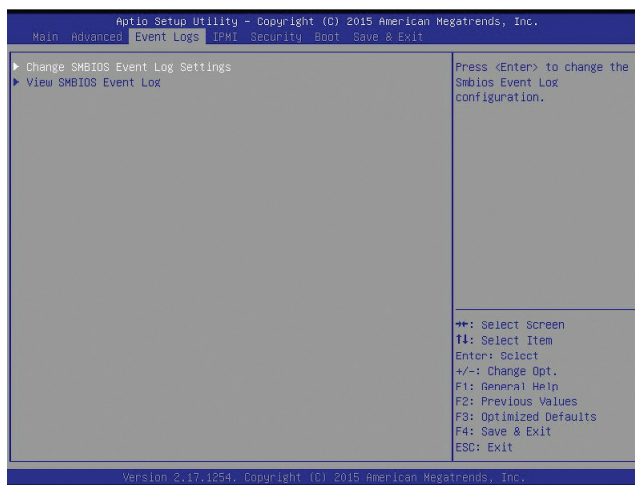 Aptio Setup Utility - Copyright (C) 2015 American Megatrends, Inc.
Main Advanced Event Logs IPMI Security Boot Save & Exit
Change SMBIOS Event Log Settings
View SMBIOS Event Log
Press <Enter> to change the
Smbios Event Log
configuration.
→←: Select Screen
↑↓: Select Item
Enter: Select
+/-: Change Opt.
F1: General Help
F2: Previous Values
F3: Optimized Defaults
F4: Save & Exit
ESC: Exit
Version 2.17.1254. Copyright (C) 2015 American Megatrends, Inc.